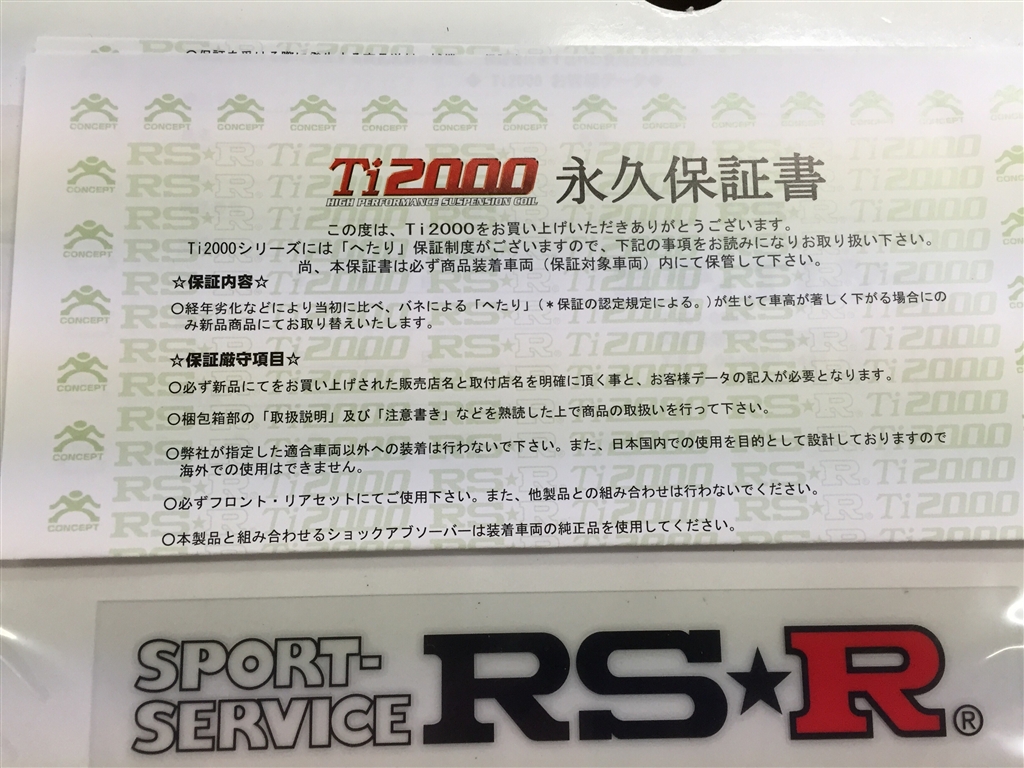 CONCEPT CONCEPT CONCEPT CONCEPT CONCEPT CONCEPT CONCEPT CONCEPT CONCEPT CONCEPT CONCEPT CONCEPT
Ti2000 永久保証書
HIGH PERFORMANCE SUSPENSION COIL
この度は、Ti2000をお買い上げいただきありがとうございます。
Ti2000シリーズには「へたり」保証制度がございますので、下記の事項をお読みになりお取り扱い下さい。
尚、本保証書は必ず商品装着車両（保証対象車両）内にて保管して下さい。
☆保証内容☆
○経年劣化などにより当初に比べ、バネによる「へたり」（＊保証の認定規定による。）が生じて車高が著しく下がる場合にの
み新品商品にてお取り替えいたします。
☆保証厳守項目☆
○必ず新品にてをお買い上げされた販売店名と取付店名を明確に頂く事と、お客様データの記入が必要となります。
○梱包箱部の「取扱説明」及び「注意書き」などを熟読した上で商品の取扱いを行って下さい。
○弊社が指定した適合車両以外への装着は行わないで下さい。また、日本国内での使用を目的として設計しておりますので
海外での使用はできません。
○必ずフロント・リアセットにてご使用下さい。また、他製品との組み合わせは行わないでください。
○本製品と組み合わせるショックアブソーバーは装着車両の純正品を使用してください。
SPORT-
SERVICE
RS★R®